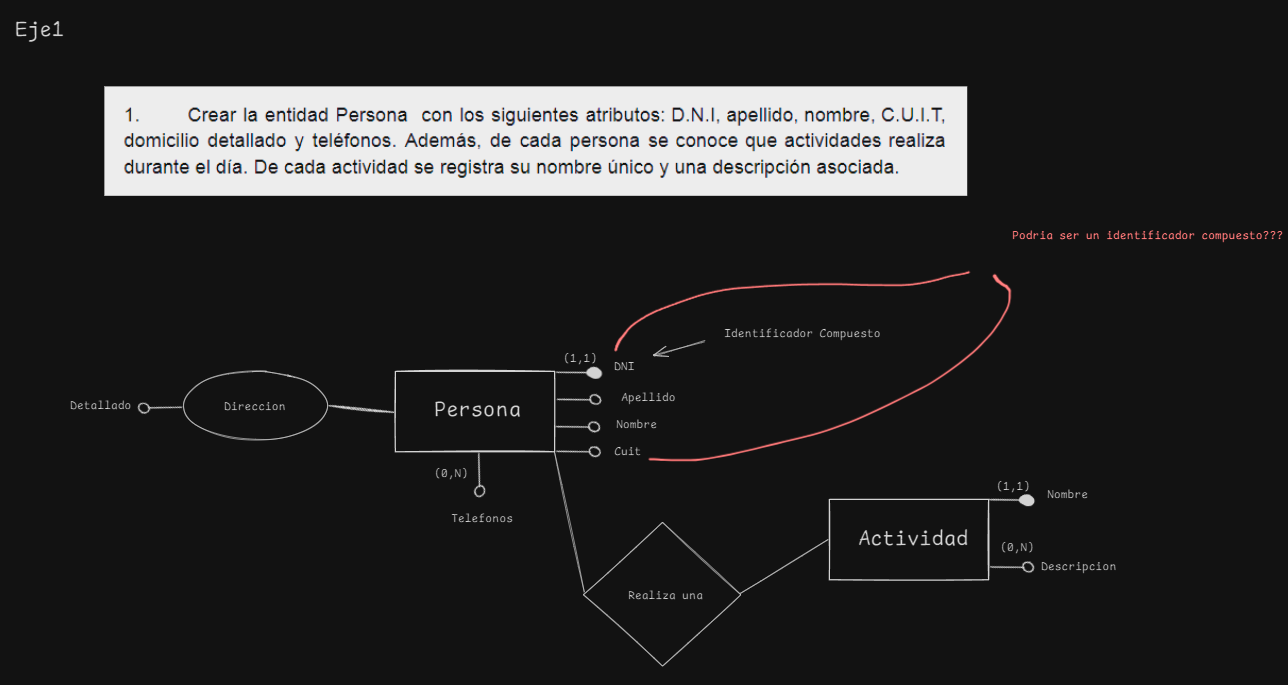 Eje1
1. Crear la entidad Persona con los siguientes atributos: D.N.I, apellido, nombre, C.U.I.T,
domicilio detallado y teléfonos. Además, de cada persona se conoce que actividades realiza
durante el día. De cada actividad se registra su nombre único y una descripción asociada.
Podria ser un identificador compuesto???
Identificador Compuesto
(1,1)
DNI
Apellido
Nombre
Cuit
Detallado
Direccion
Persona
(0,N)
Telefonos
Realiza una
Actividad
(1,1)
Nombre
(0,N)
Descripcion